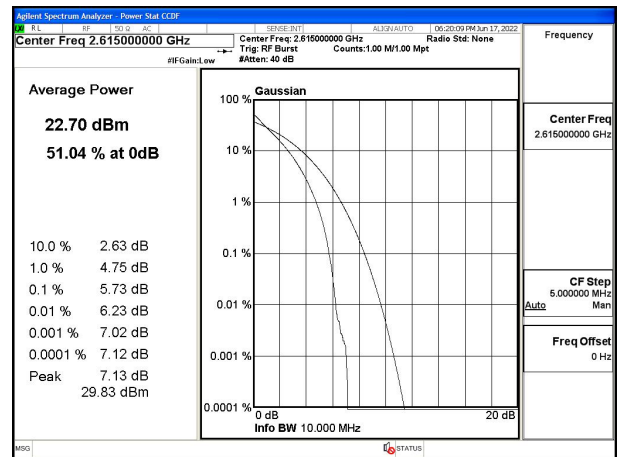 Agilent Spectrum Analyzer - Power Stat CCDF
RL RF 50 Ω AC SENSE:INT ALIGNAUTO 06:20:09 PM Jun 17, 2022
Center Freq 2.615000000 GHz
Center Freq: 2.615000000 GHz Radio Std: None
Trig: RF Burst Counts:1.00 M/1.00 Mpt
#IFGain:Low #Atten: 40 dB
Frequency
Average Power
22.70 dBm
51.04 % at 0dB
10.0 % 2.63 dB
1.0 % 4.75 dB
0.1 % 5.73 dB
0.01 % 6.23 dB
0.001 % 7.02 dB
0.0001 % 7.12 dB
Peak 7.13 dB
29.83 dBm
Gaussian
100 %
10 %
1 %
0.1 %
0.01 %
0.001 %
0.0001 %
0 dB 20 dB
Info BW 10.000 MHz
Center Freq
2.615000000 GHz
CF Step
5.000000 MHz
Auto Man
Freq Offset
0 Hz
MSG STATUS